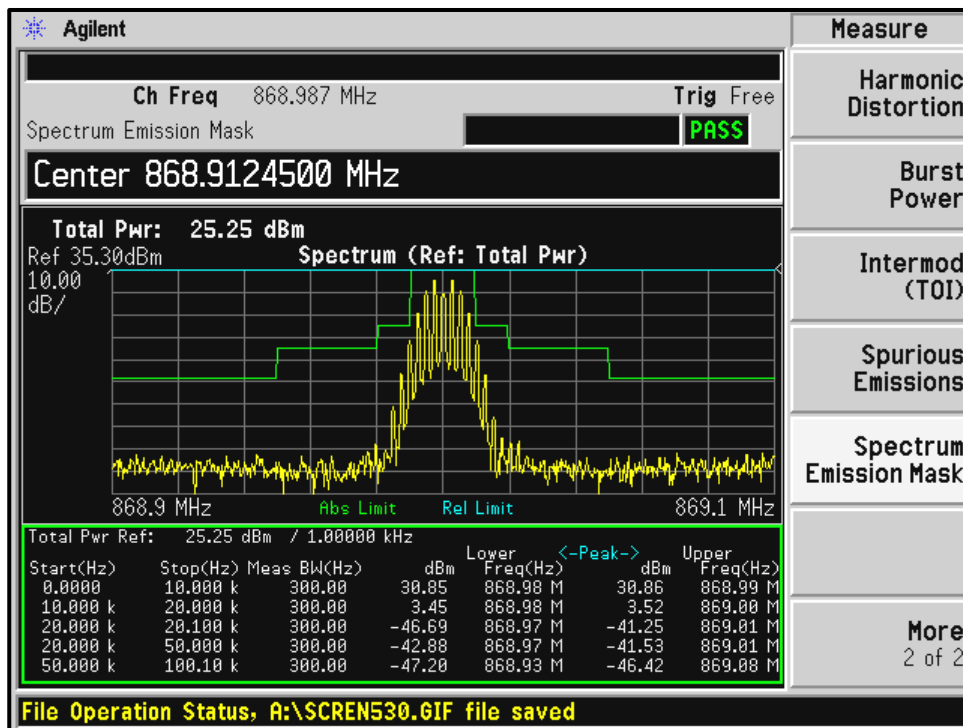 Agilent
Measure
Ch Freq 868.987 MHz Trig Free
Spectrum Emission Mask PASS
Center 868.9124500 MHz
Total Pwr: 25.25 dBm
Ref 35.30dBm Spectrum (Ref: Total Pwr)
10.00
dB/
868.9 MHz Abs Limit Rel Limit 869.1 MHz
Total Pwr Ref: 25.25 dBm / 1.00000 kHz
Lower <-Peak-> Upper
Start(Hz) Stop(Hz) Meas BW(Hz) dBm Freq(Hz) dBm Freq(Hz)
0.0000 10.000 k 300.00 30.85 868.98 M 30.86 868.99 M
10.000 k 20.000 k 300.00 3.45 868.98 M 3.52 869.00 M
20.000 k 20.100 k 300.00 -46.69 868.97 M -41.25 869.01 M
20.000 k 50.000 k 300.00 -42.88 868.97 M -41.53 869.01 M
50.000 k 100.10 k 300.00 -47.20 868.93 M -46.42 869.08 M
File Operation Status, A:\SCREN530.GIF file saved
Harmonic
Distortion
Burst
Power
Intermod
(TOI)
Spurious
Emissions
Spectrum
Emission Mask
More
2 of 2